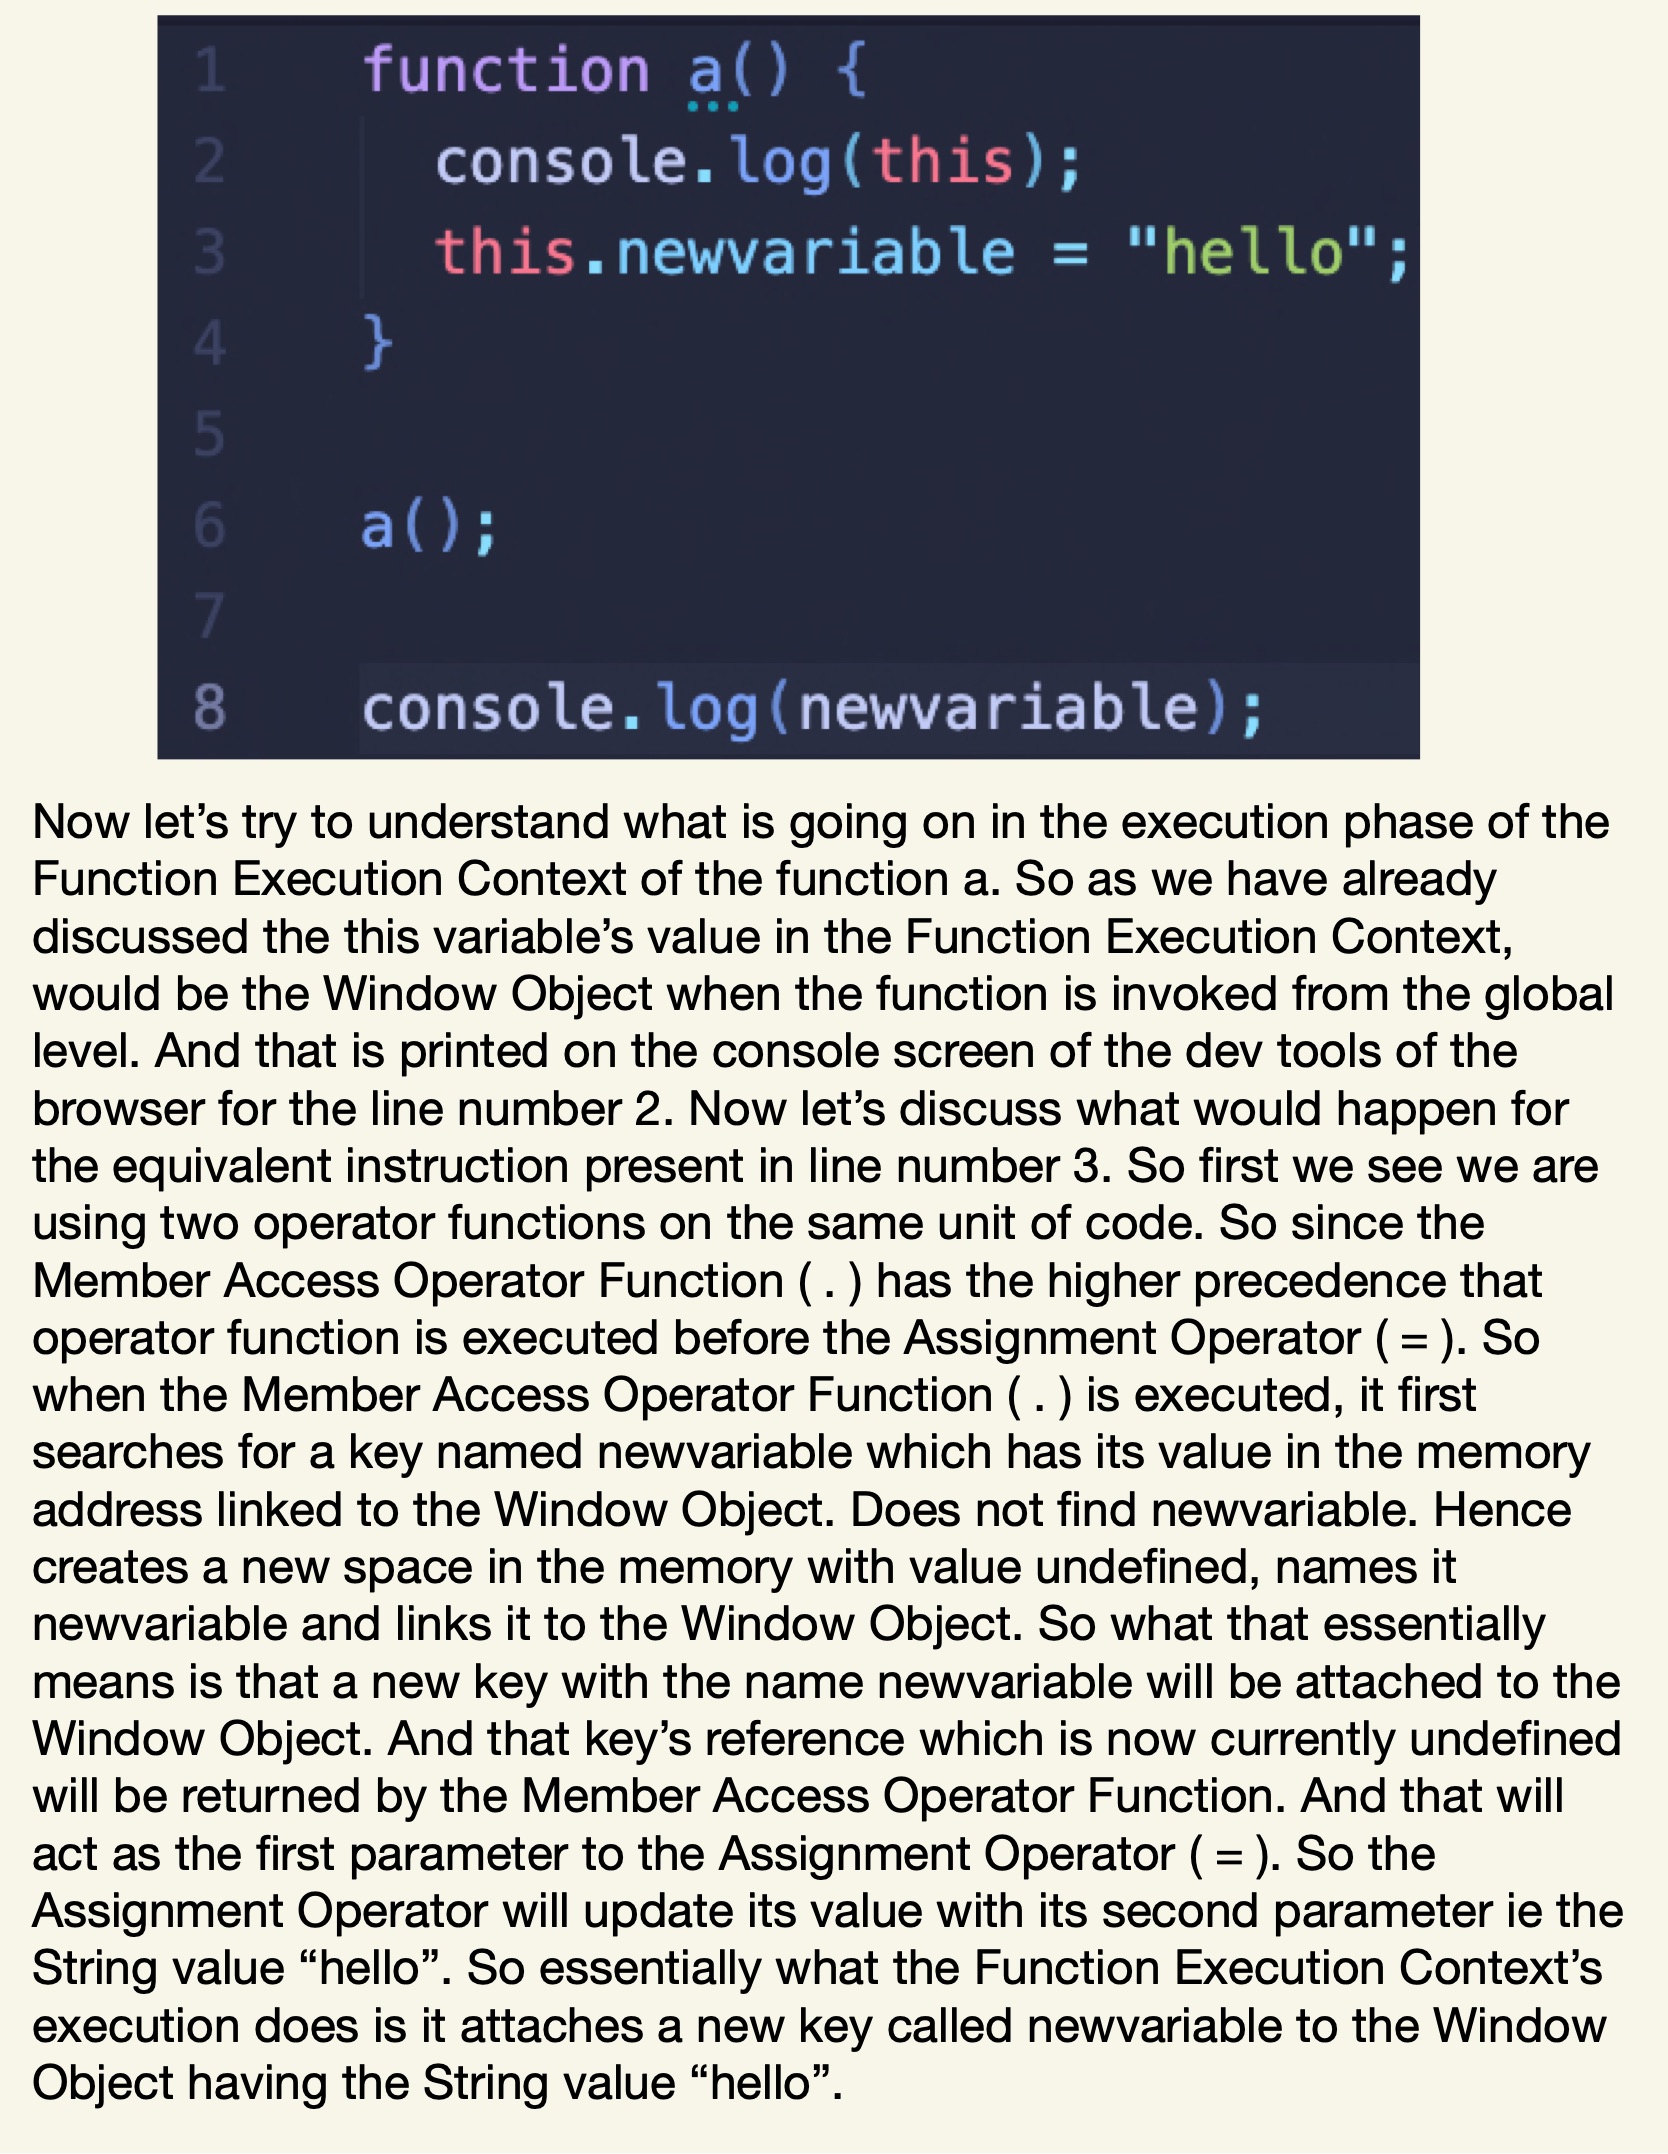 1 function a() {
2 console.log(this);
3 this.newvariable = "hello";
4 }
5
6 a();
7
8 console.log(newvariable);
Now let’s try to understand what is going on in the execution phase of the
Function Execution Context of the function a. So as we have already
discussed the this variable’s value in the Function Execution Context,
would be the Window Object when the function is invoked from the global
level. And that is printed on the console screen of the dev tools of the
browser for the line number 2. Now let’s discuss what would happen for
the equivalent instruction present in line number 3. So first we see we are
using two operator functions on the same unit of code. So since the
Member Access Operator Function ( . ) has the higher precedence that
operator function is executed before the Assignment Operator ( = ). So
when the Member Access Operator Function ( . ) is executed, it first
searches for a key named newvariable which has its value in the memory
address linked to the Window Object. Does not find newvariable. Hence
creates a new space in the memory with value undefined, names it
newvariable and links it to the Window Object. So what that essentially
means is that a new key with the name newvariable will be attached to the
Window Object. And that key’s reference which is now currently undefined
will be returned by the Member Access Operator Function. And that will
act as the first parameter to the Assignment Operator ( = ). So the
Assignment Operator will update its value with its second parameter ie the
String value “hello”. So essentially what the Function Execution Context’s
execution does is it attaches a new key called newvariable to the Window
Object having the String value “hello”.